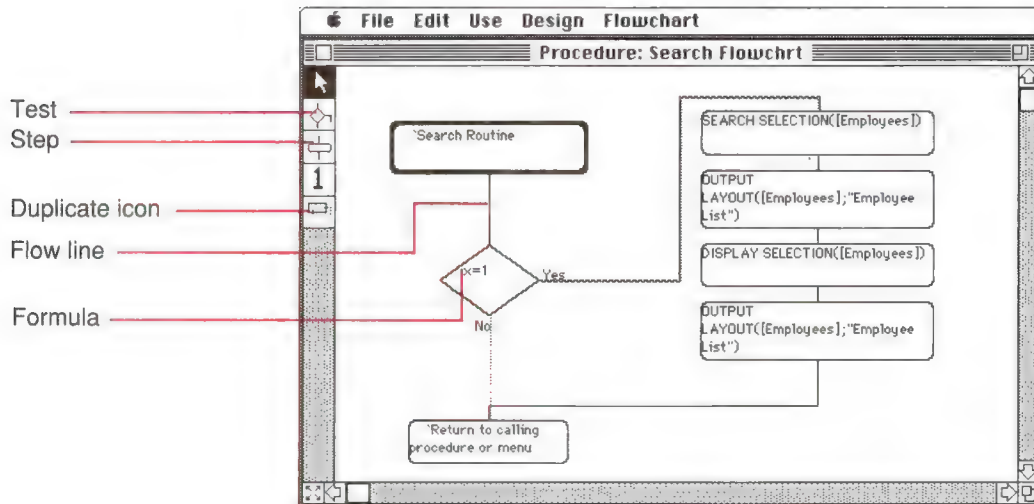 File Edit Use Design Flowchart
Procedure: Search Flowchrt
Test
Step
1
Duplicate icon
Flow line
Formula
`Search Routine
x=1
Yes
No
`Return to calling
procedure or menu
SEARCH SELECTION([Employees])
OUTPUT
LAYOUT([Employees];"Employee
List")
DISPLAY SELECTION([Employees])
OUTPUT
LAYOUT([Employees];"Employee
List")